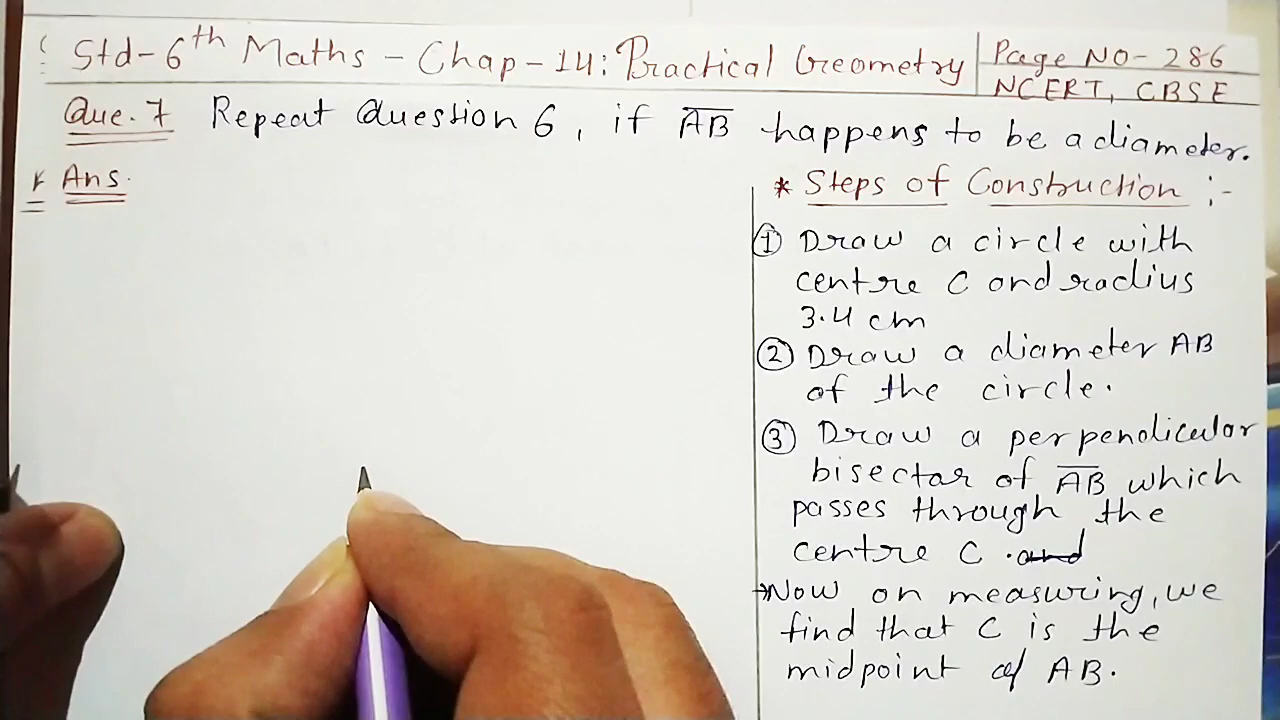 Std-6th Maths - Chap-14: Practical Geometry
Page NO-286
NCERT, CBSE
Que. 7 Repeat Question 6, if AB happens to be a diameter.
Ans.
* Steps of Construction :-
① Draw a circle with
centre C and radius
3.4 cm
② Draw a diameter AB
of the circle.
③ Draw a perpendicular
bisector of AB which
passes through the
centre C. and
→Now on measuring, we
find that C is the
midpoint of AB.